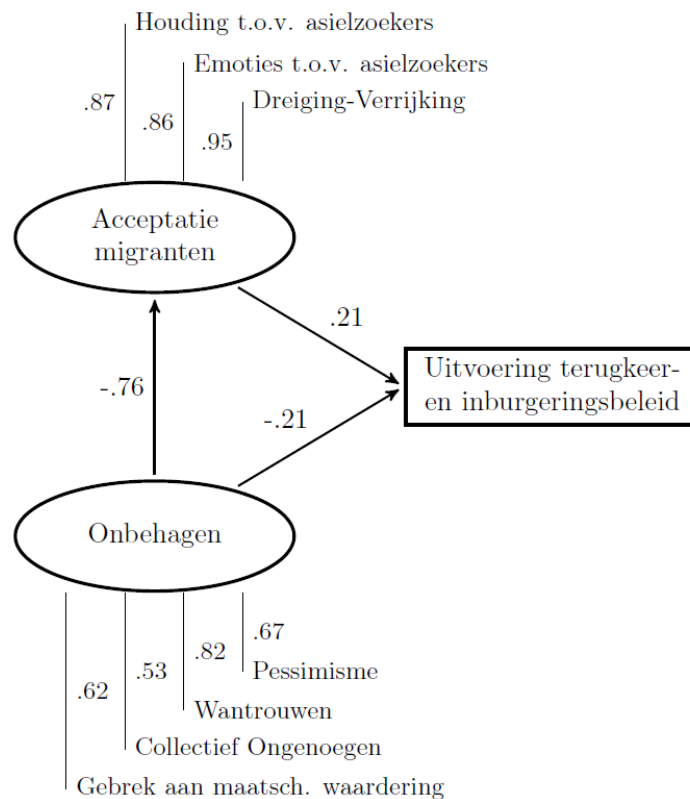 Houding t.o.v. asielzoekers
Emoties t.o.v. asielzoekers
.87
.86
Dreiging-Verrijking
.95
Acceptatie
migranten
.21
Uitvoering terugkeer-
en inburgeringsbeleid
-.76
-.21
Onbehagen
.62
.53
.82
.67
Pessimisme
Wantrouwen
Collectief Ongenoegen
Gebrek aan maatsch. waardering